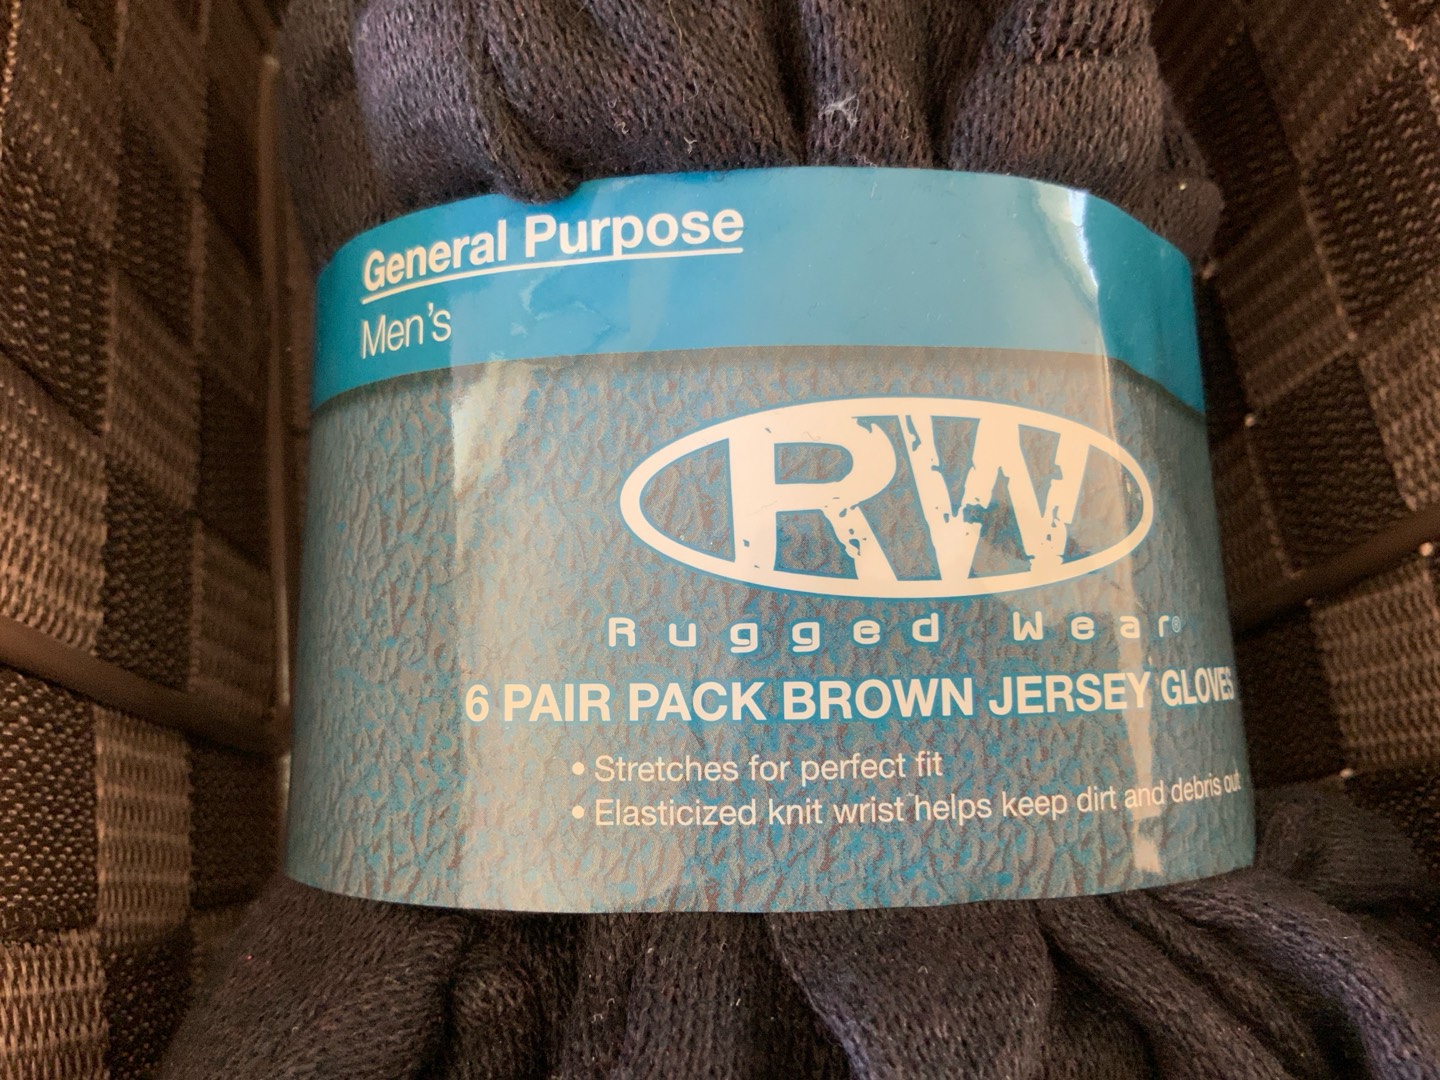 General Purpose
Men's
RW
Rugged Wear®
6 PAIR PACK BROWN JERSEY GLOVES
• Stretches for perfect fit
• Elasticized knit wrist helps keep dirt and debris out